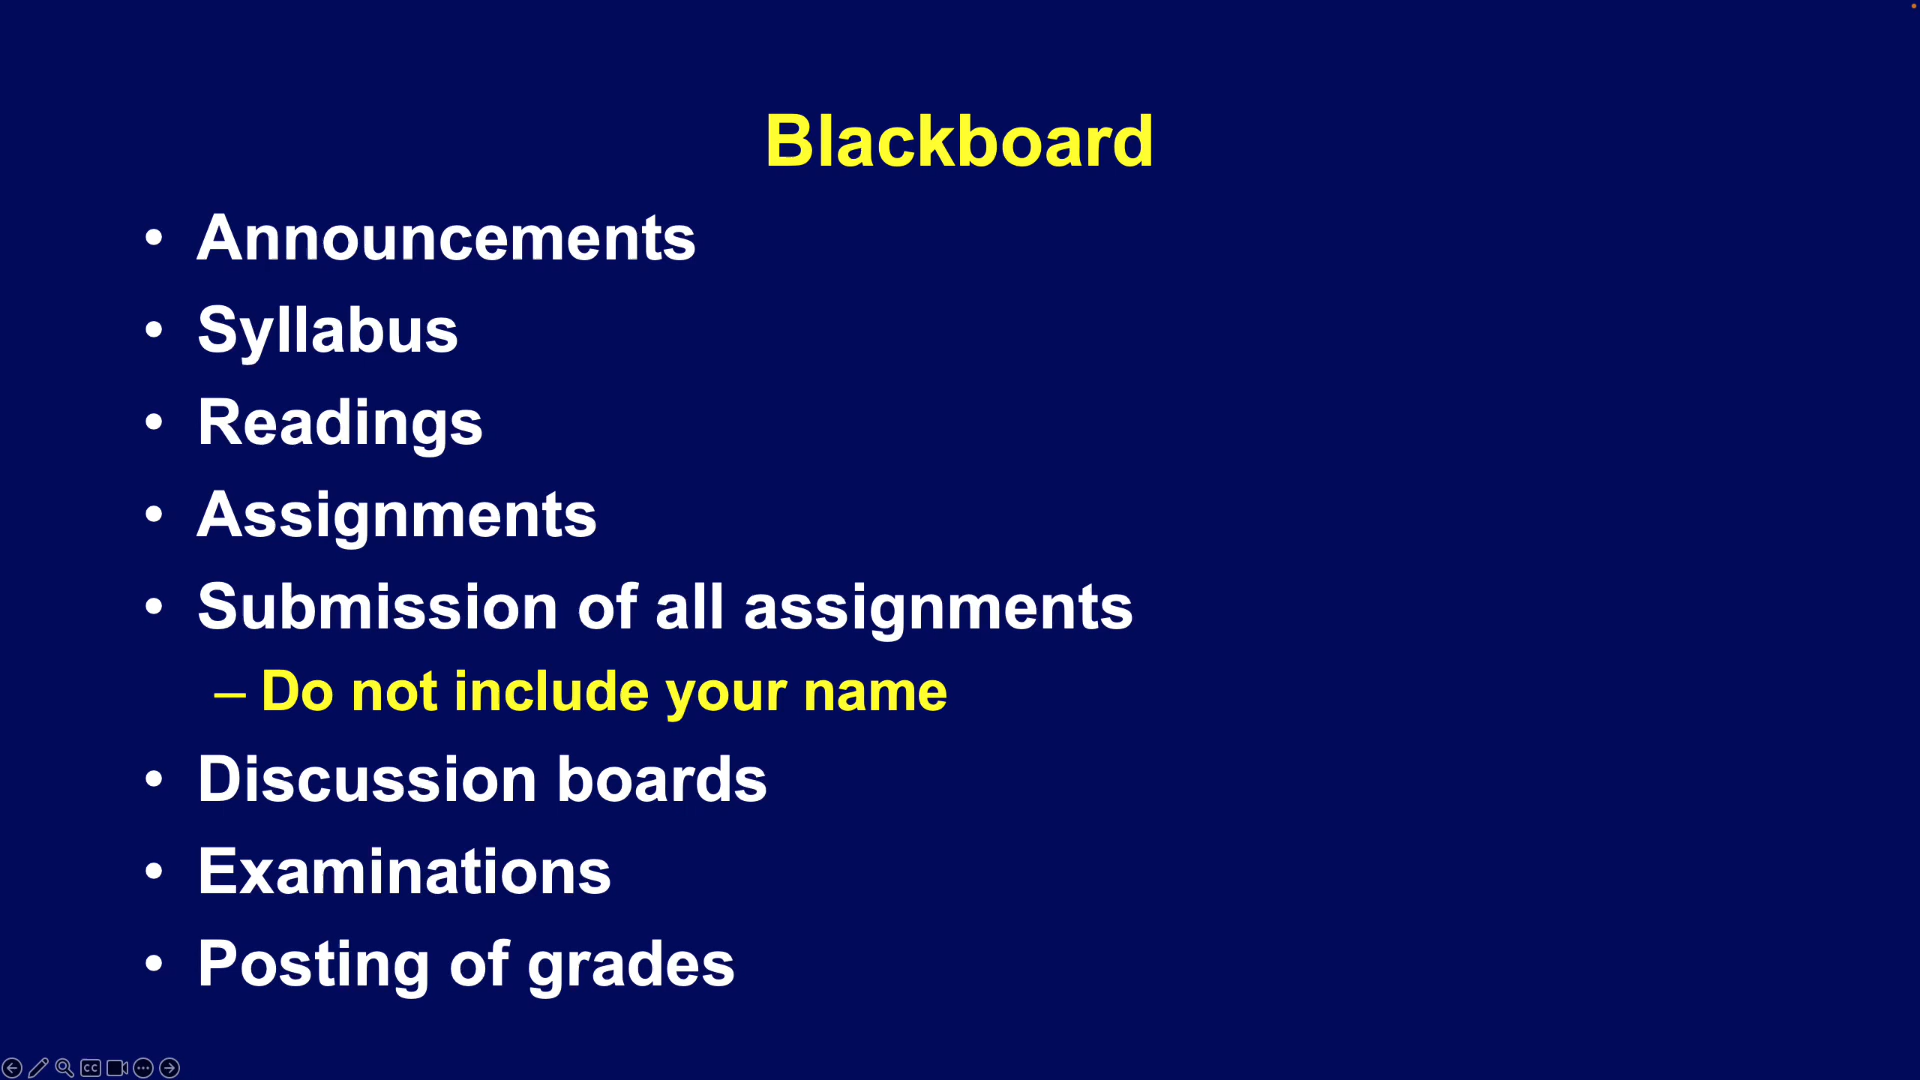 Blackboard
• Announcements
• Syllabus
• Readings
• Assignments
• Submission of all assignments
– Do not include your name
• Discussion boards
• Examinations
• Posting of grades
CC